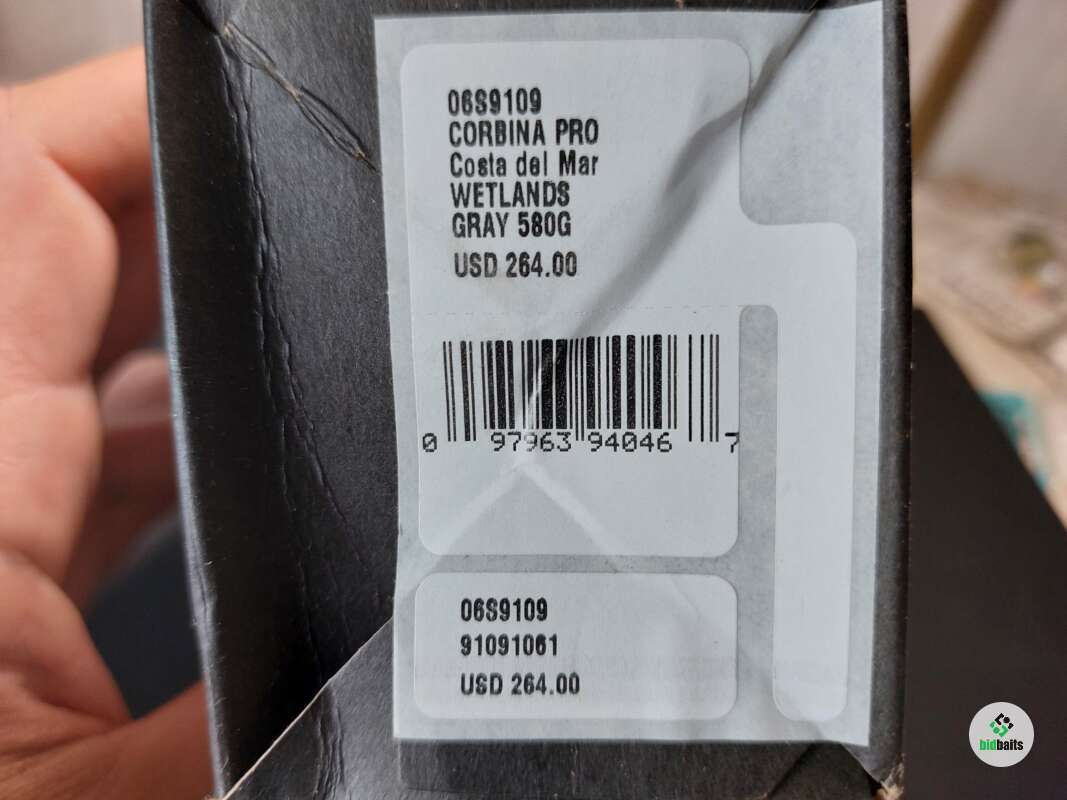 06S9109
CORBINA PRO
Costa del Mar
WETLANDS
GRAY 580G
USD 264.00
0 97963 94046 7
06S9109
91091061
USD 264.00
bidbaits